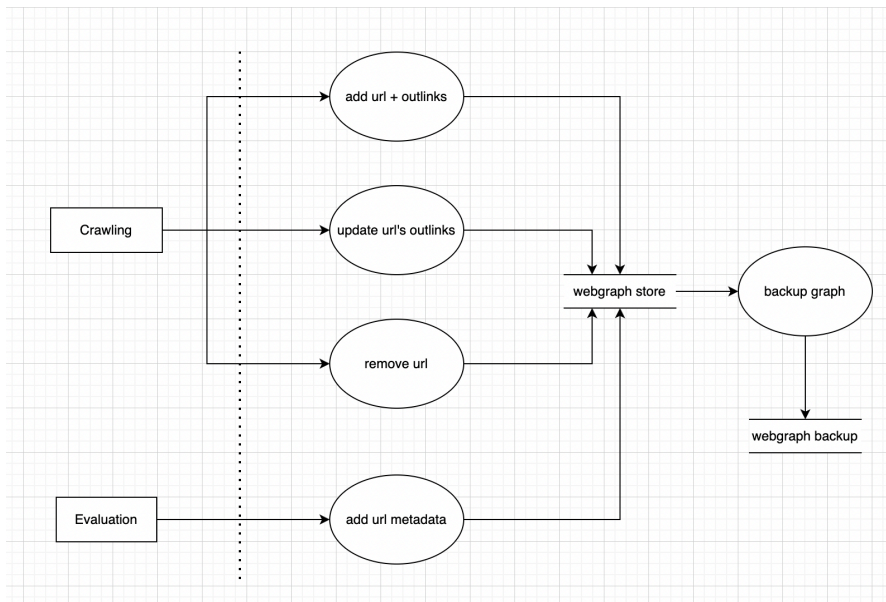 add url + outlinks
Crawling
update url's outlinks
webgraph store
backup graph
remove url
webgraph backup
Evaluation
add url metadata